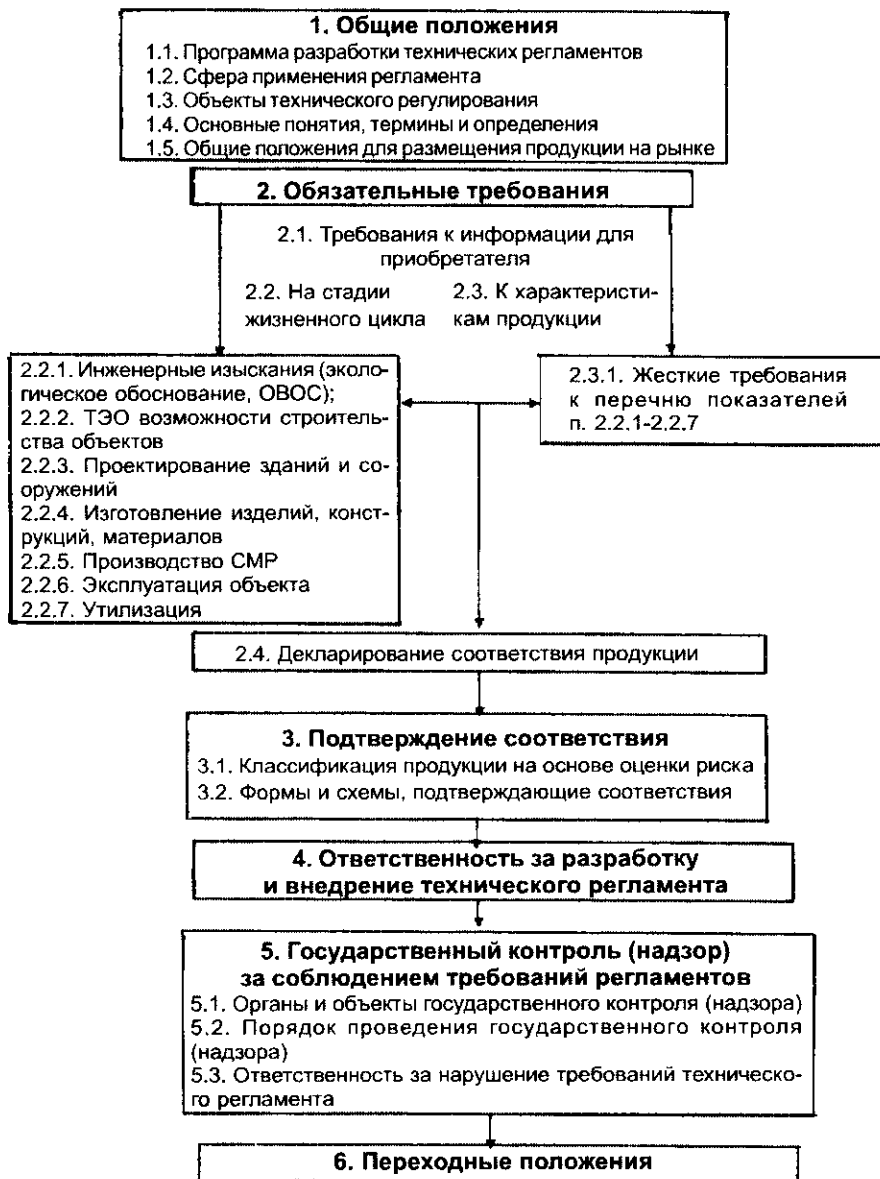 1. Общие положения
1.1. Программа разработки технических регламентов
1.2. Сфера применения регламента
1.3. Объекты технического регулирования
1.4. Основные понятия, термины и определения
1.5. Общие положения для размещения продукции на рынке
2. Обязательные требования
2.1. Требования к информации для
приобретателя
2.2. На стадии
жизненного цикла
2.3. К характеристи-
кам продукции
2.2.1. Инженерные изыскания (эколо-
гическое обоснование, ОВОС);
2.2.2. ТЭО возможности строитель-
ства объектов
2.2.3. Проектирование зданий и со-
оружений
2.2.4. Изготовление изделий, конст-
рукций, материалов
2.2.5. Производство СМР
2.2.6. Эксплуатация объекта
2.2.7. Утилизация
2.3.1. Жесткие требования
к перечню показателей
п. 2.2.1-2.2.7
2.4. Декларирование соответствия продукции
3. Подтверждение соответствия
3.1. Классификация продукции на основе оценки риска
3.2. Формы и схемы, подтверждающие соответствия
4. Ответственность за разработку
и внедрение технического регламента
5. Государственный контроль (надзор)
за соблюдением требований регламентов
5.1. Органы и объекты государственного контроля (надзора)
5.2. Порядок проведения государственного контроля
(надзора)
5.3. Ответственность за нарушение требований техническо-
го регламента
6. Переходные положения